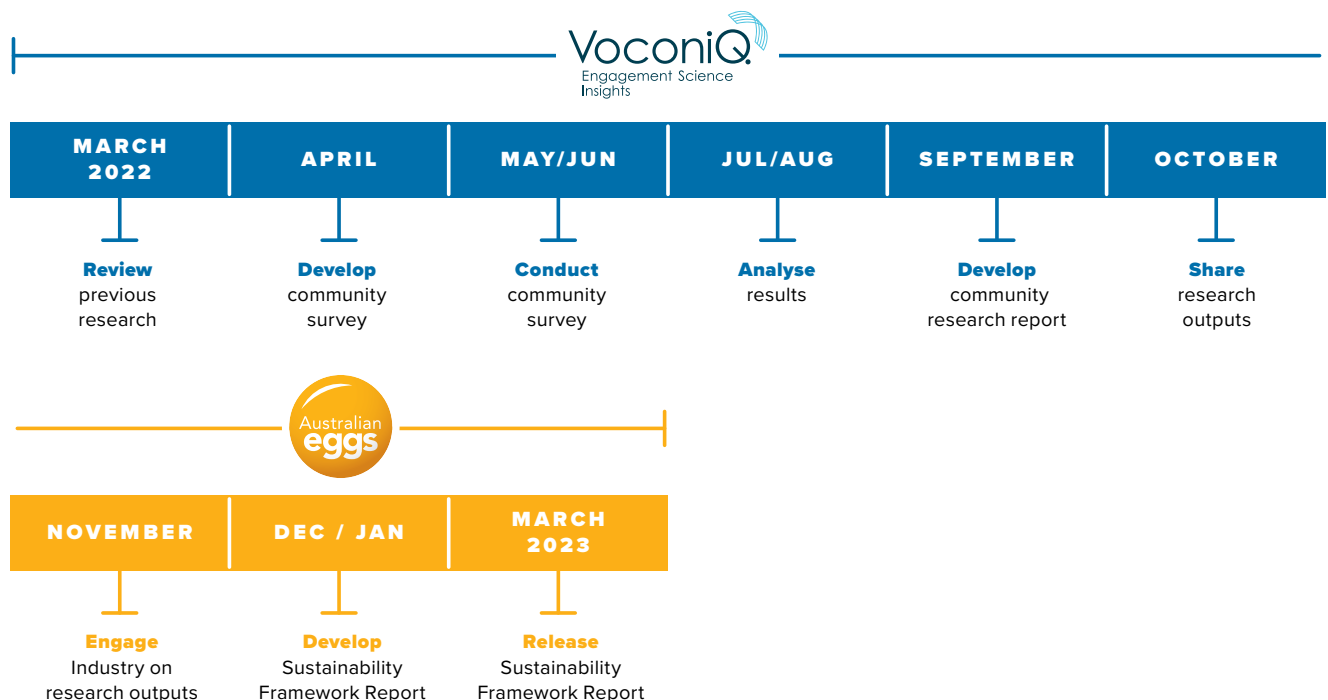 VoconiQ
Engagement Science
Insights
MARCH
2022
APRIL
MAY/JUN
JUL/AUG
SEPTEMBER
OCTOBER
Review
previous
research
Develop
community
survey
Conduct
community
survey
Analyse
results
Develop
community
research report
Share
research
outputs
Australian
eggs
NOVEMBER
DEC / JAN
MARCH
2023
Engage
Industry on
research outputs
Develop
Sustainability
Framework Report
Release
Sustainability
Framework Report